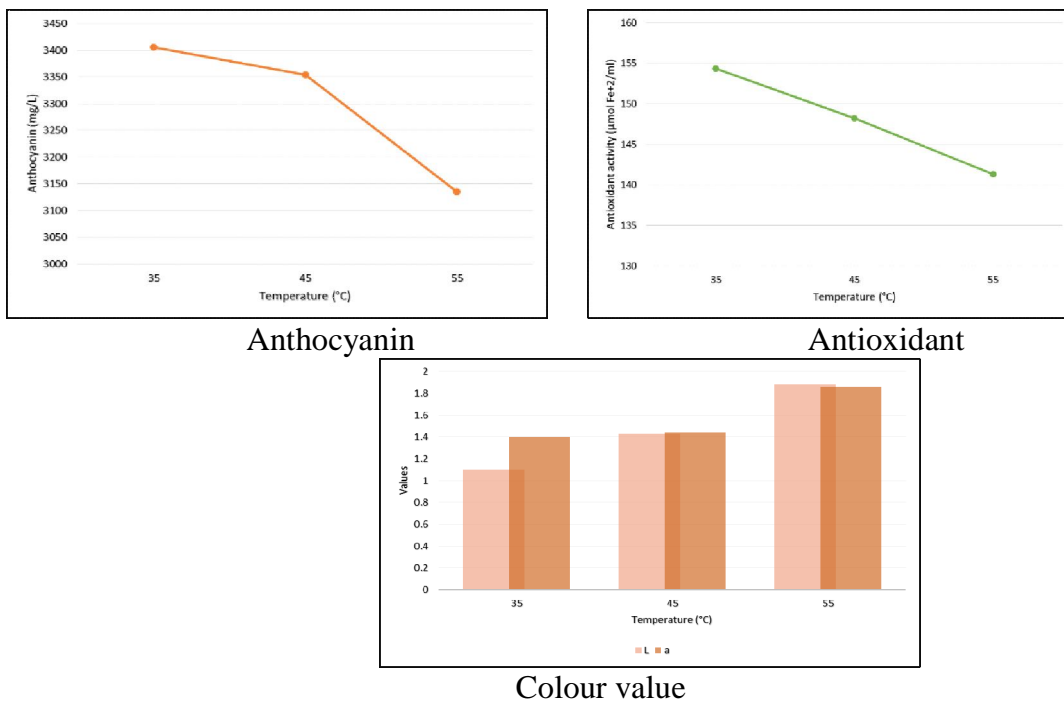 3450
3400
3350
3300
3250
3200
3150
3100
3050
3000
Anthocyanin (mg/L)
35 45 55
Temperature (°C)
160
155
150
145
140
135
130
Antioxidant activity (µmol Fe+2/ml)
35 45 55
Temperature (°C)
Anthocyanin
Antioxidant
2
1.8
1.6
1.4
1.2
1
0.8
0.6
0.4
0.2
0
Values
35 45 55
Temperature (°C)
L a
Colour value